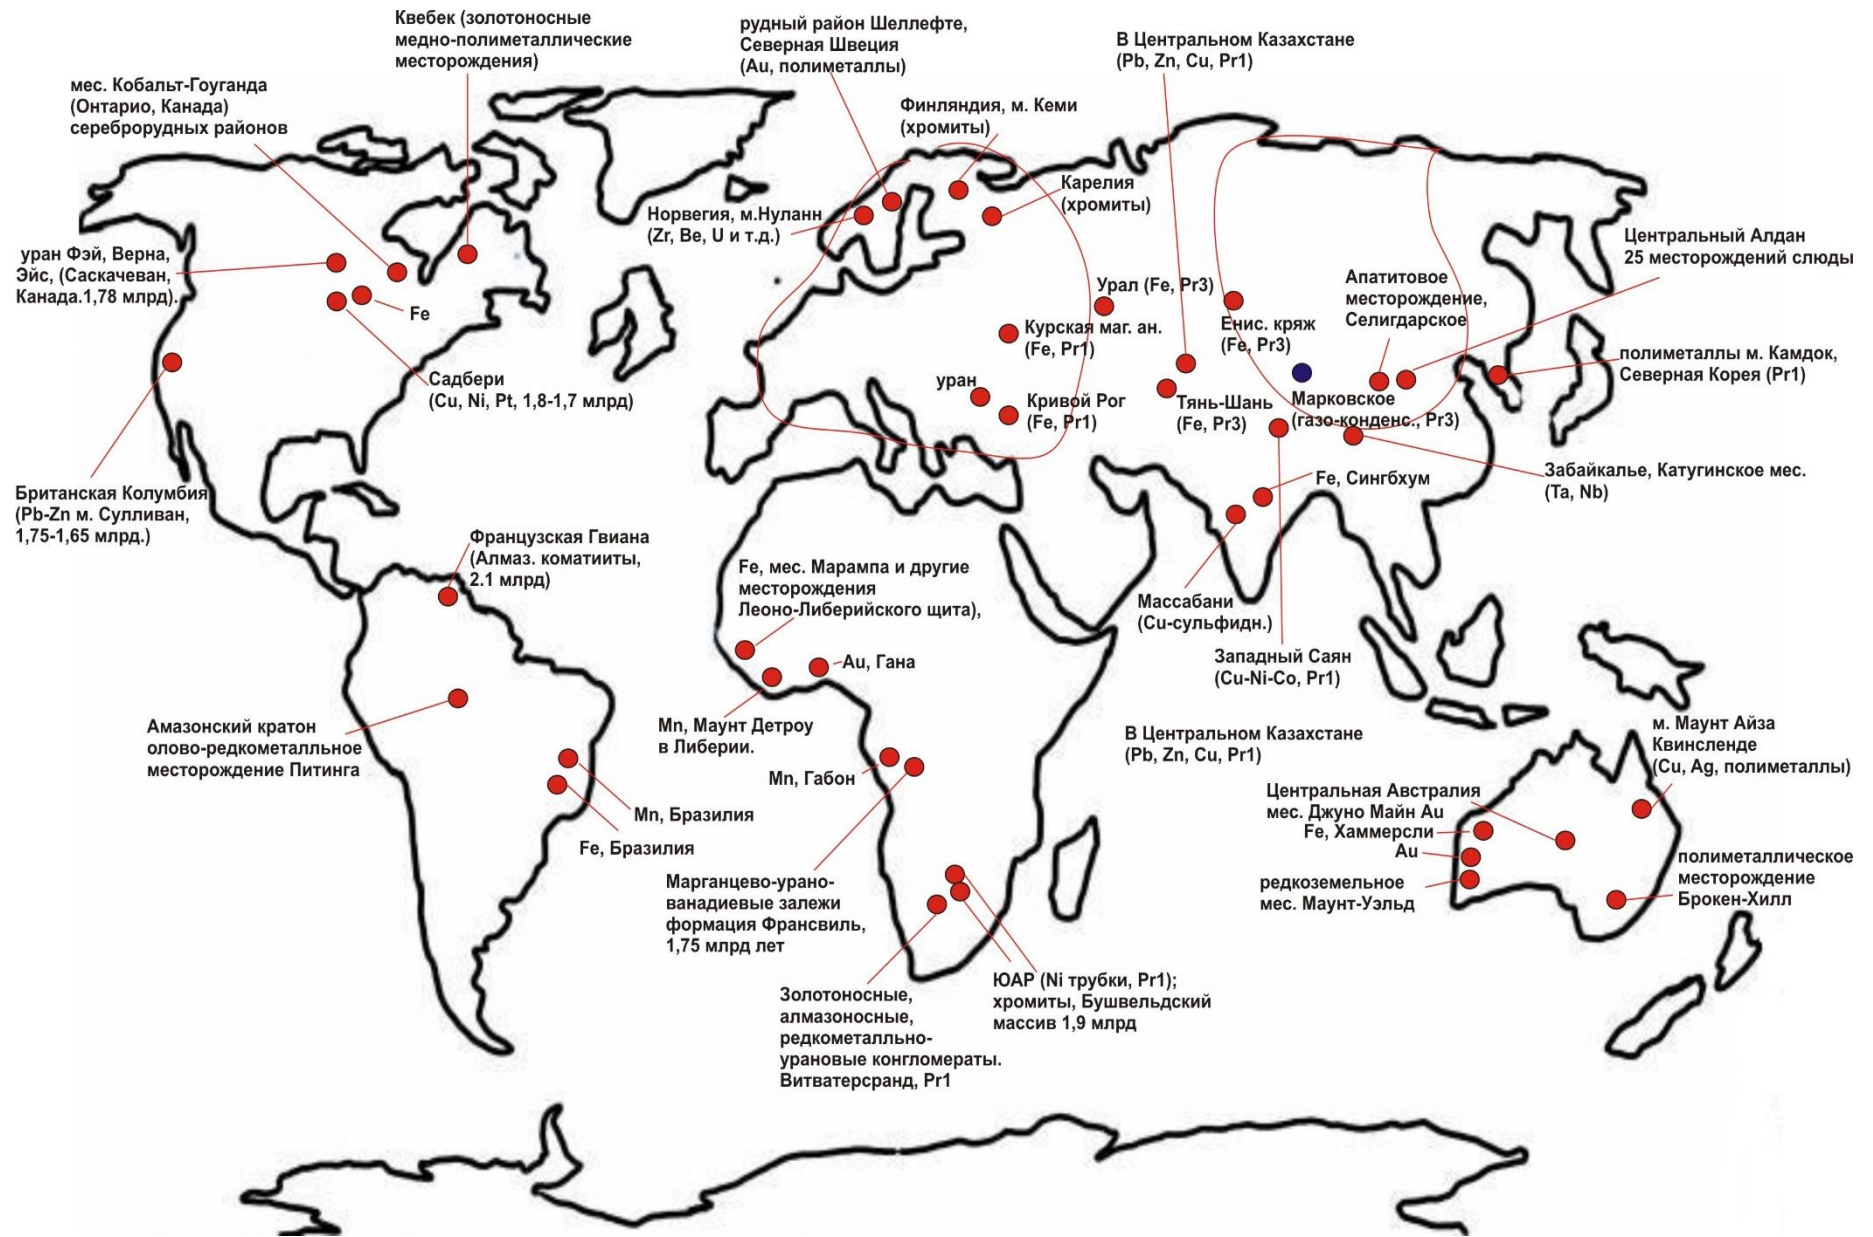 Квебек (золотоносные
медно-полиметаллические
месторождения)
рудный район Шеллефте,
Северная Швеция
(Au, полиметаллы)
В Центральном Казахстане
(Pb, Zn, Cu, Pr1)
мес. Кобальт-Гоуганда
(Онтарио, Канада)
сереброрудных районов
Финляндия, м. Кеми
(хромиты)
Карелия
(хромиты)
Норвегия, м.Нуланн
(Zr, Be, U и т.д.)
уран Фэй, Верна,
Эйс, (Саскачеван,
Канада.1,78 млрд).
Fe
Садбери
(Cu, Ni, Pt, 1,8-1,7 млрд)
Урал (Fe, Pr3)
Курская маг. ан.
(Fe, Pr1)
уран
Кривой Рог
(Fe, Pr1)
Енис. кряж
(Fe, Pr3)
Апатитовое
месторождение,
Селигдарское
Центральный Алдан
25 месторождений слюды
полиметаллы м. Камдок,
Северная Корея (Pr1)
Тянь-Шань
(Fe, Pr3)
Марковское
(газо-конденс., Pr3)
Забайкалье, Катугинское мес.
(Ta, Nb)
Британская Колумбия
(Pb-Zn м. Сулливан,
1,75-1,65 млрд.)
Fe, Сингбхум
Французская Гвиана
(Алмаз. коматииты,
2.1 млрд)
Fe, мес. Марампа и другие
месторождения
Леоно-Либерийского щита),
Массабани
(Cu-сульфидн.)
Au, Гана
Западный Саян
(Cu-Ni-Co, Pr1)
Амазонский кратон
олово-редкометалльное
месторождение Питинга
Mn, Маунт Детроу
в Либерии.
Mn, Габон
В Центральном Казахстане
(Pb, Zn, Cu, Pr1)
м. Маунт Айза
Квинсленде
(Cu, Ag, полиметаллы)
Mn, Бразилия
Fe, Бразилия
Центральная Австралия
мес. Джуно Майн Au
Fe, Хаммерсли
Au
редкоземельное
мес. Маунт-Уэльд
полиметаллическое
месторождение
Брокен-Хилл
Марганцево-урано-
ванадиевые залежи
формация Франсвиль,
1,75 млрд лет
Золотоносные,
алмазоносные,
редкометалльно-
урановые конгломераты.
Витватерсранд, Pr1
ЮАР (Ni трубки, Pr1);
хромиты, Бушвельдский
массив 1,9 млрд